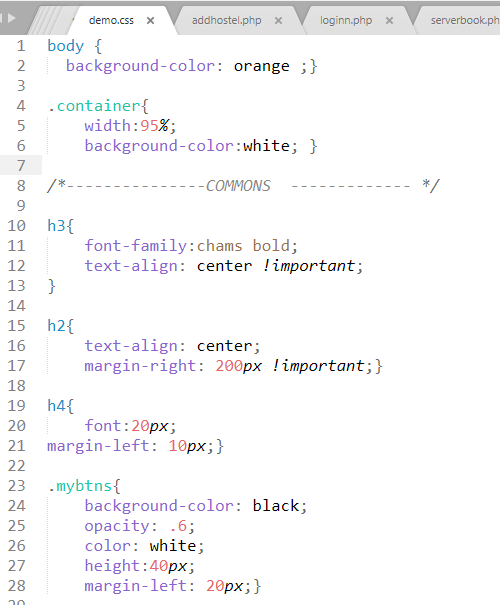 demo.css × addhostel.php × loginn.php × serverbook.ph
1 body {
2 background-color: orange ;}
3
4 .container{
5 width:95%;
6 background-color:white; }
7
8 /*---------------COMMONS ------------- */
9
10 h3{
11 font-family:chams bold;
12 text-align: center !important;
13 }
14
15 h2{
16 text-align: center;
17 margin-right: 200px !important;}
18
19 h4{
20 font:20px;
21 margin-left: 10px;}
22
23 .mybtns{
24 background-color: black;
25 opacity: .6;
26 color: white;
27 height:40px;
28 margin-left: 20px;}
29